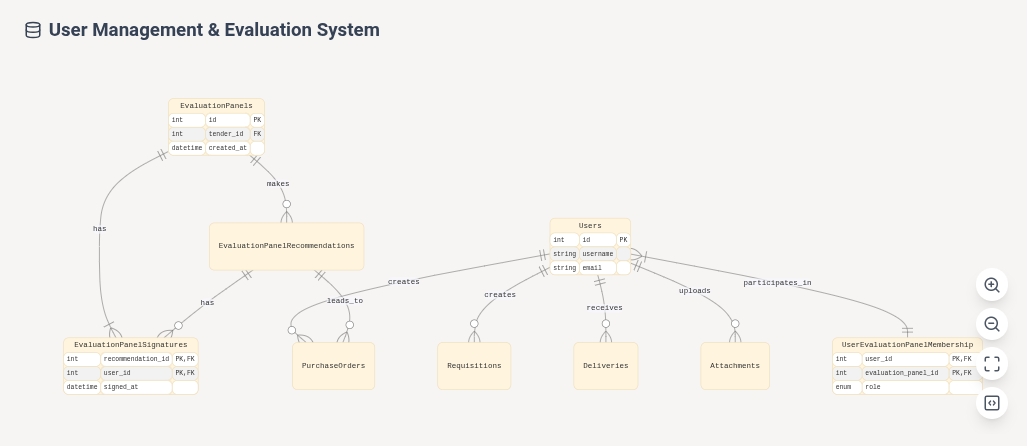 User Management & Evaluation System
EvaluationPanels
int id PK
int tender_id FK
datetime created_at
makes
has
EvaluationPanelRecommendations
Users
int id PK
string username
string email
creates
creates
receives
uploads
participates_in
has
leads_to
EvaluationPanelSignatures
int recommendation_id PK,FK
int user_id PK,FK
datetime signed_at
PurchaseOrders
Requisitions
Deliveries
Attachments
UserEvaluationPanelMembership
int user_id PK,FK
int evaluation_panel_id PK,FK
enum role